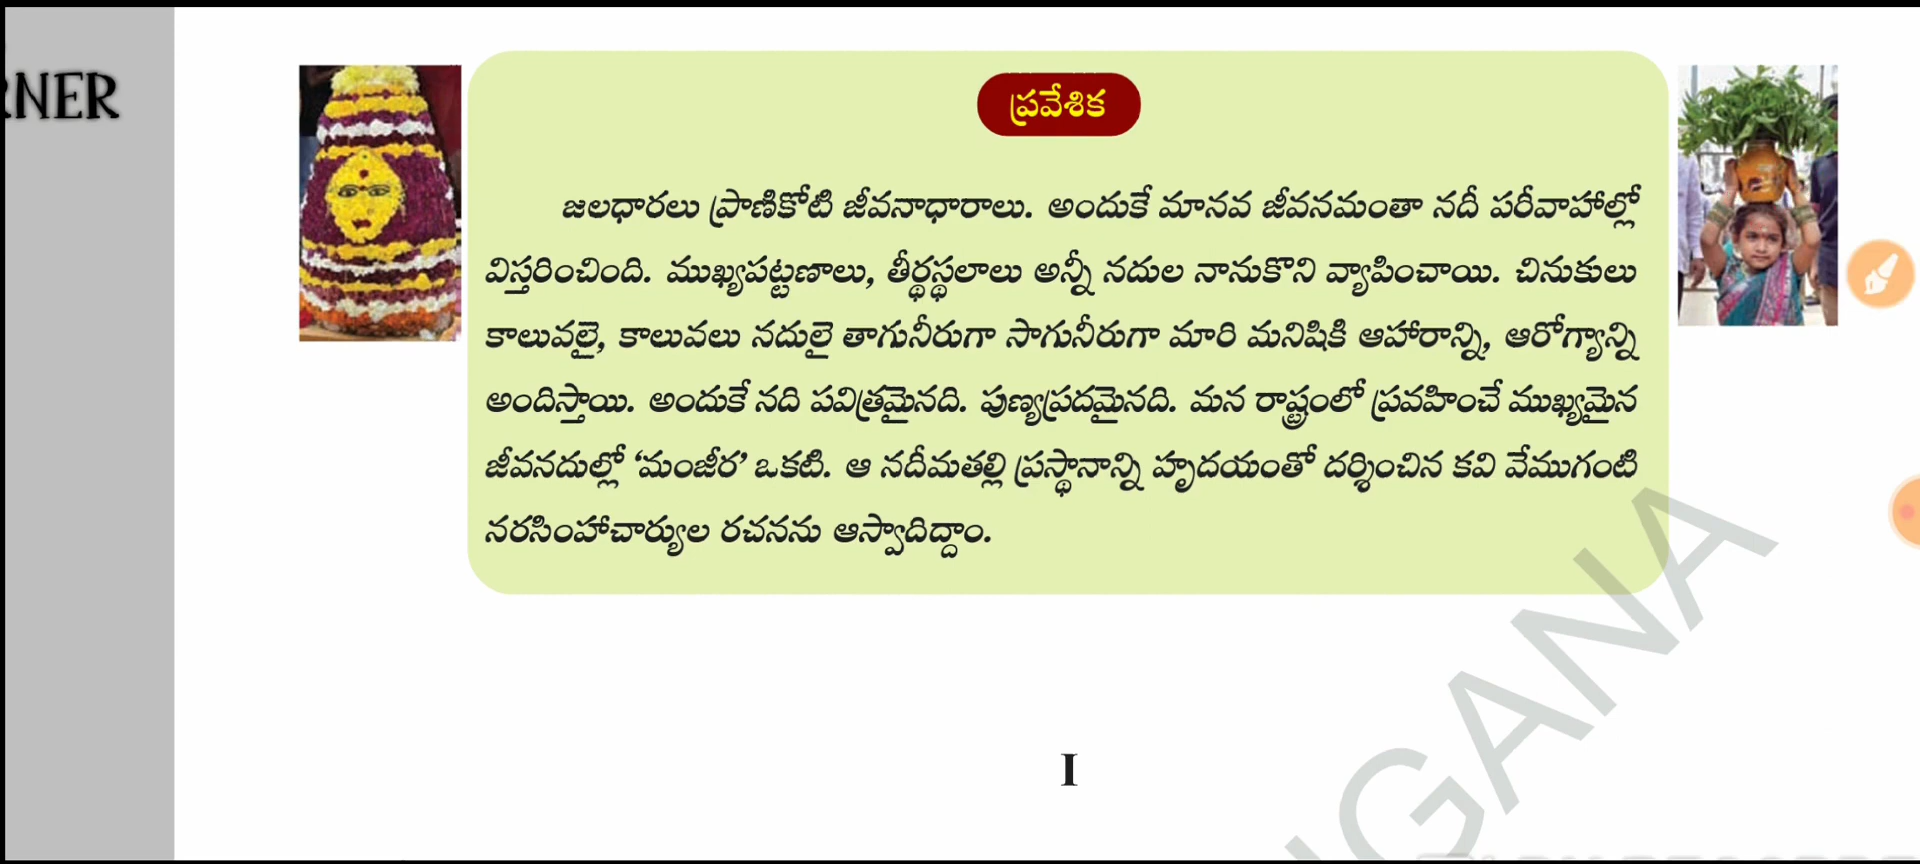 RNER
ప్రవేశిక
జలధారలు ప్రాణికోటి జీవనాధారాలు. అందుకే మానవ జీవనమంతా నదీ పరీవాహాల్లో
విస్తరించింది. ముఖ్యపట్టణాలు, తీర్థస్థలాలు అన్నీ నదుల నానుకొని వ్యాపించాయి. చినుకులు
కాలువలై, కాలువలు నదులై తాగునీరుగా సాగునీరుగా మారి మనిషికి ఆహారాన్ని, ఆరోగ్యాన్ని
అందిస్తాయి. అందుకే నది పవిత్రమైనది. పుణ్యప్రదమైనది. మన రాష్ట్రంలో ప్రవహించే ముఖ్యమైన
జీవనదుల్లో ‘మంజీర’ ఒకటి. ఆ నదీమతల్లి ప్రస్థానాన్ని హృదయంతో దర్శించిన కవి వేముగంటి
నరసింహాచార్యుల రచనను ఆస్వాదిద్దాం.
I
NGANA